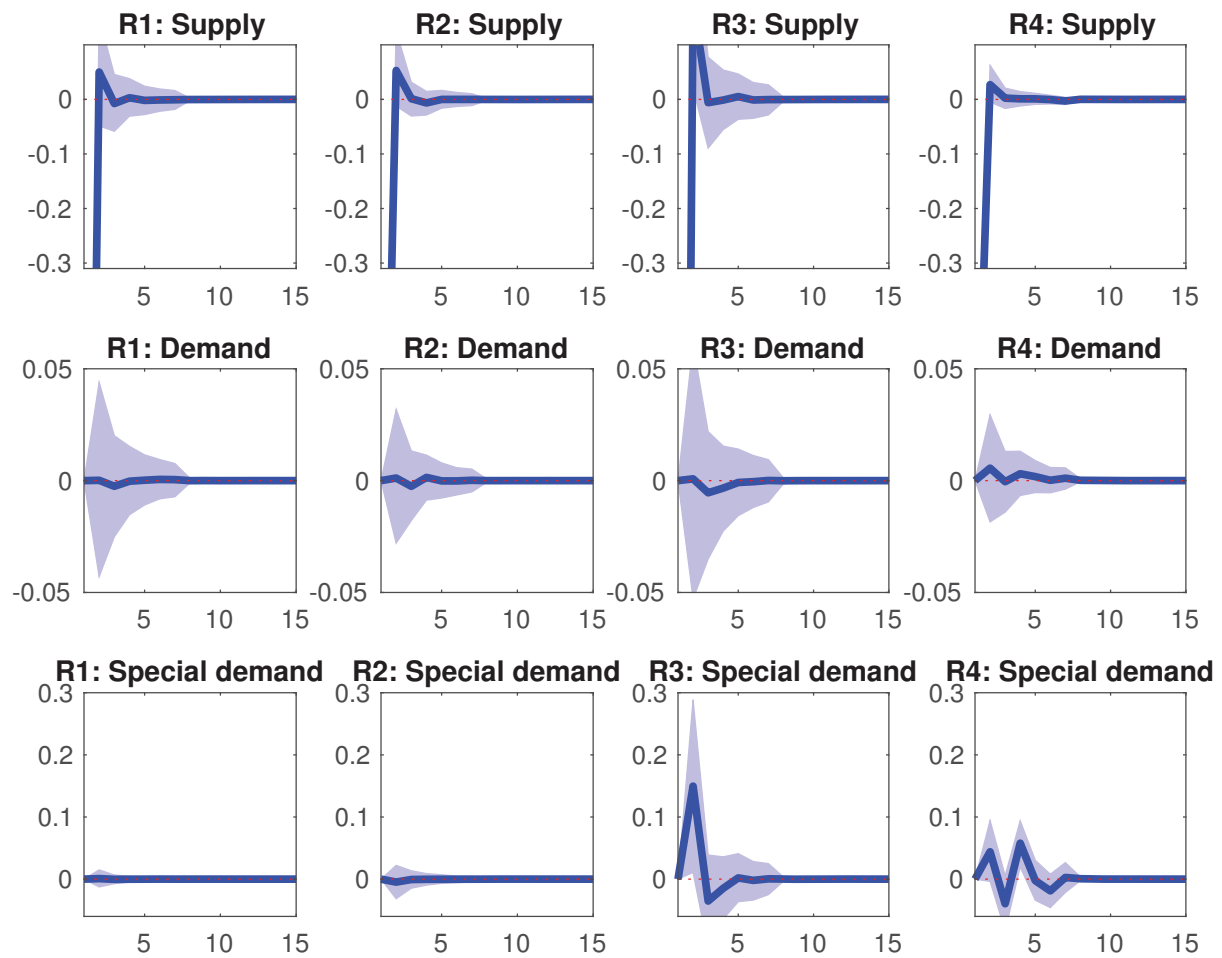 R1: Supply R2: Supply R3: Supply R4: Supply
0 0 0 0
-0.1 -0.1 -0.1 -0.1
-0.2 -0.2 -0.2 -0.2
-0.3 -0.3 -0.3 -0.3
5 10 15 5 10 15 5 10 15 5 10 15
R1: Demand R2: Demand R3: Demand R4: Demand
0.05 0.05 0.05 0.05
0 0 0 0
-0.05 -0.05 -0.05 -0.05
5 10 15 5 10 15 5 10 15 5 10 15
R1: Special demand R2: Special demand R3: Special demand R4: Special demand
0.3 0.3 0.3 0.3
0.2 0.2 0.2 0.2
0.1 0.1 0.1 0.1
0 0 0 0
5 10 15 5 10 15 5 10 15 5 10 15